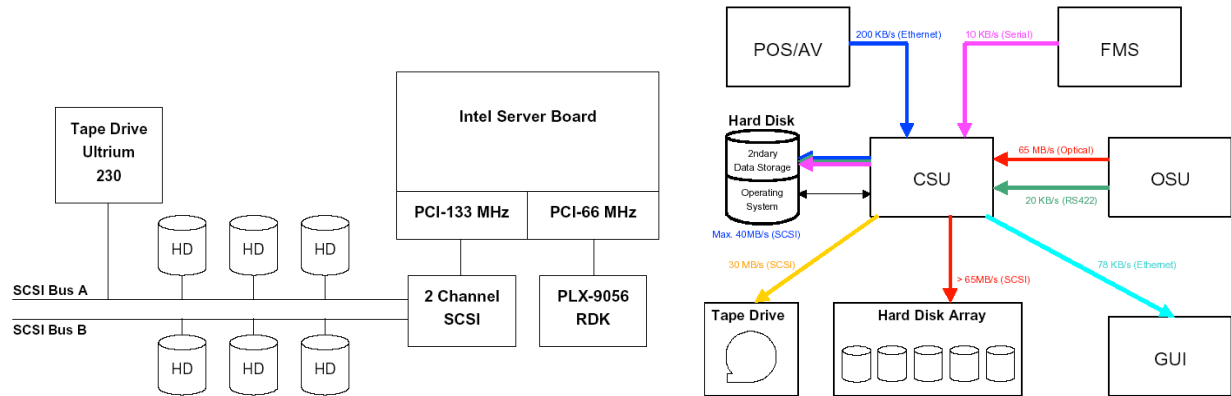 Tape Drive
Ultrium
230
Intel Server Board
PCI-133 MHz
PCI-66 MHz
HD
HD
HD
SCSI Bus A
SCSI Bus B
2 Channel
SCSI
PLX-9056
RDK
HD
HD
HD
POS/AV
200 KB/s (Ethernet)
10 KB/s (Serial)
FMS
Hard Disk
2ndary
Data Storage
Operating
System
Max. 40MB/s (SCSI)
CSU
65 MB/s (Optical)
20 KB/s (RS422)
OSU
30 MB/s (SCSI)
> 65MB/s (SCSI)
78 KB/s (Ethernet)
Tape Drive
Hard Disk Array
GUI